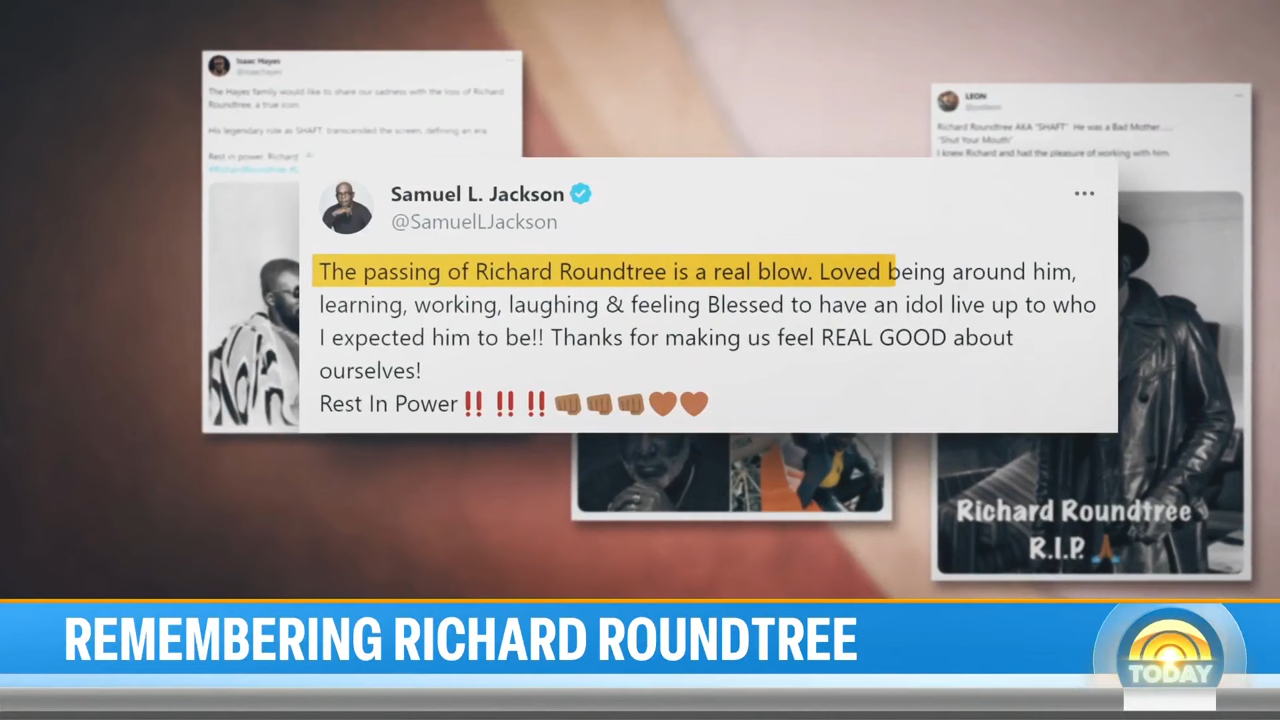 Isaac Hayes
@isaachayes
The Hayes family would like to share our sadness with the loss of Richard
Roundtree, a true icon.
His legendary role as SHAFT, transcended the screen, defining an era.
Rest in power, Richard
#RichardRoundtree
LEON
Richard Roundtree AKA "SHAFT" He was a Bad Mother.....
"Shut Your Mouth"
I knew Richard and had the pleasure of working with him
Samuel L. Jackson
@SamuelLJackson
The passing of Richard Roundtree is a real blow. Loved being around him,
learning, working, laughing & feeling Blessed to have an idol live up to who
I expected him to be!! Thanks for making us feel REAL GOOD about
ourselves!
Rest In Power‼️ ‼️ ‼️👊🏾👊🏾👊🏾🤎🤎
Richard Roundtree
R.I.P. 🙏🏾
REMEMBERING RICHARD ROUNDTREE
TODAY